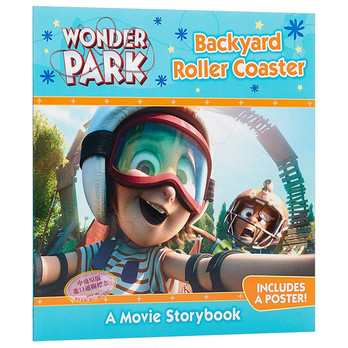 WONDER
PARK
Backyard
Roller Coaster
INCLUDES
A POSTER!
A Movie Storybook